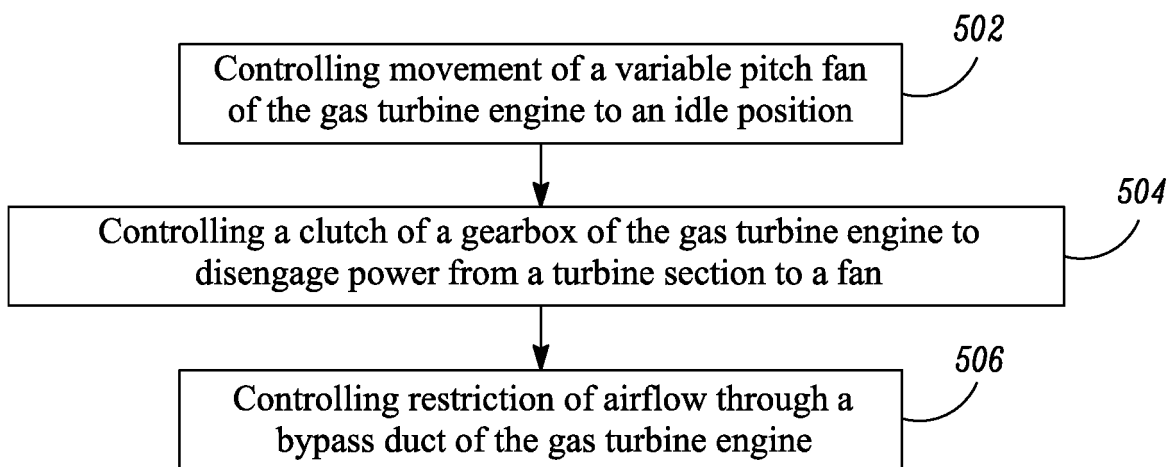 502
Controlling movement of a variable pitch fan
of the gas turbine engine to an idle position
504
Controlling a clutch of a gearbox of the gas turbine engine to
disengage power from a turbine section to a fan
506
Controlling restriction of airflow through a
bypass duct of the gas turbine engine